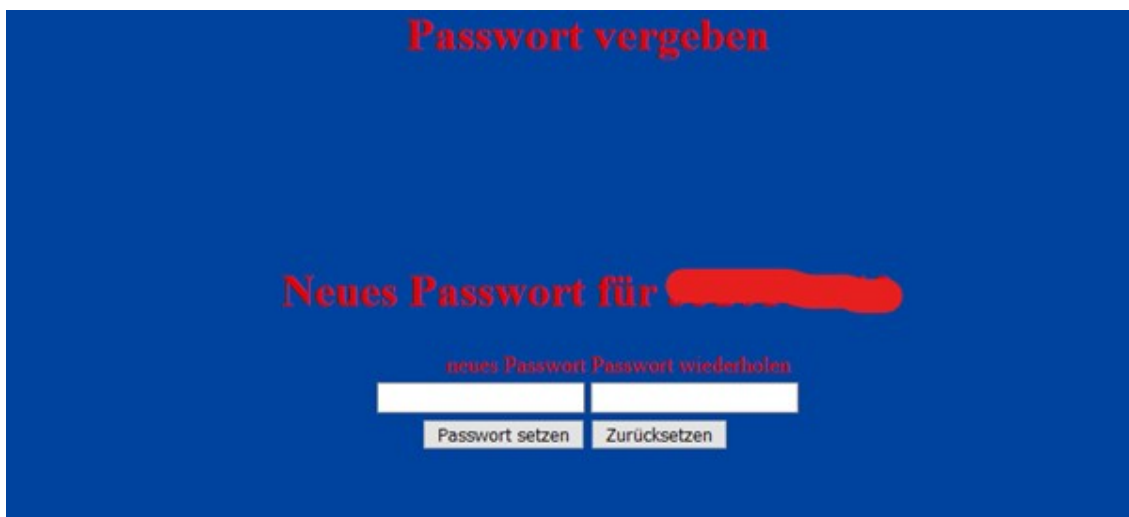 Passwort vergeben
Neues Passwort für
neues Passwort Passwort wiederholen
Passwort setzen Zurücksetzen